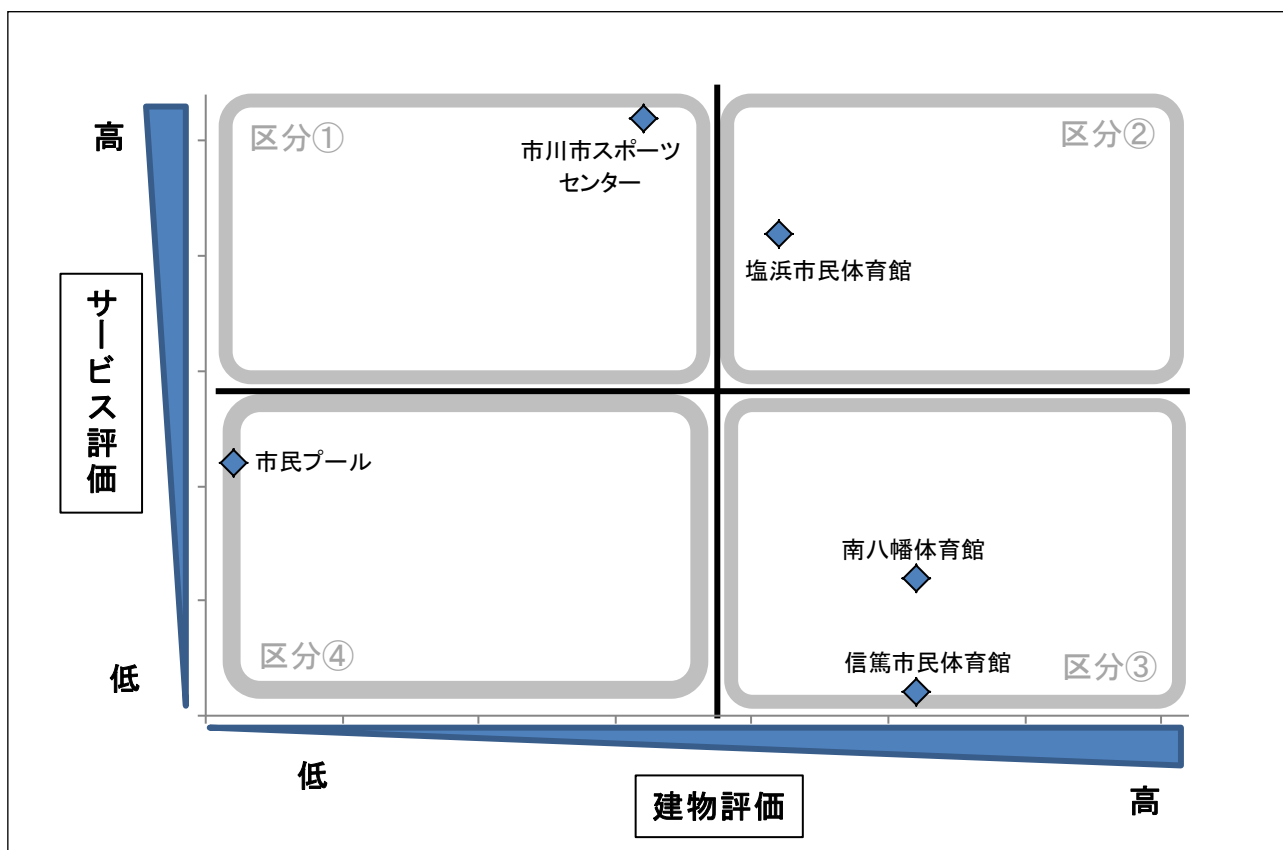 高
区分①
市川市スポーツ
センター
区分②
塩浜市民体育館
サービス評価
市民プール
南八幡体育館
区分④
信篤市民体育館
区分③
低
低
建物評価
高